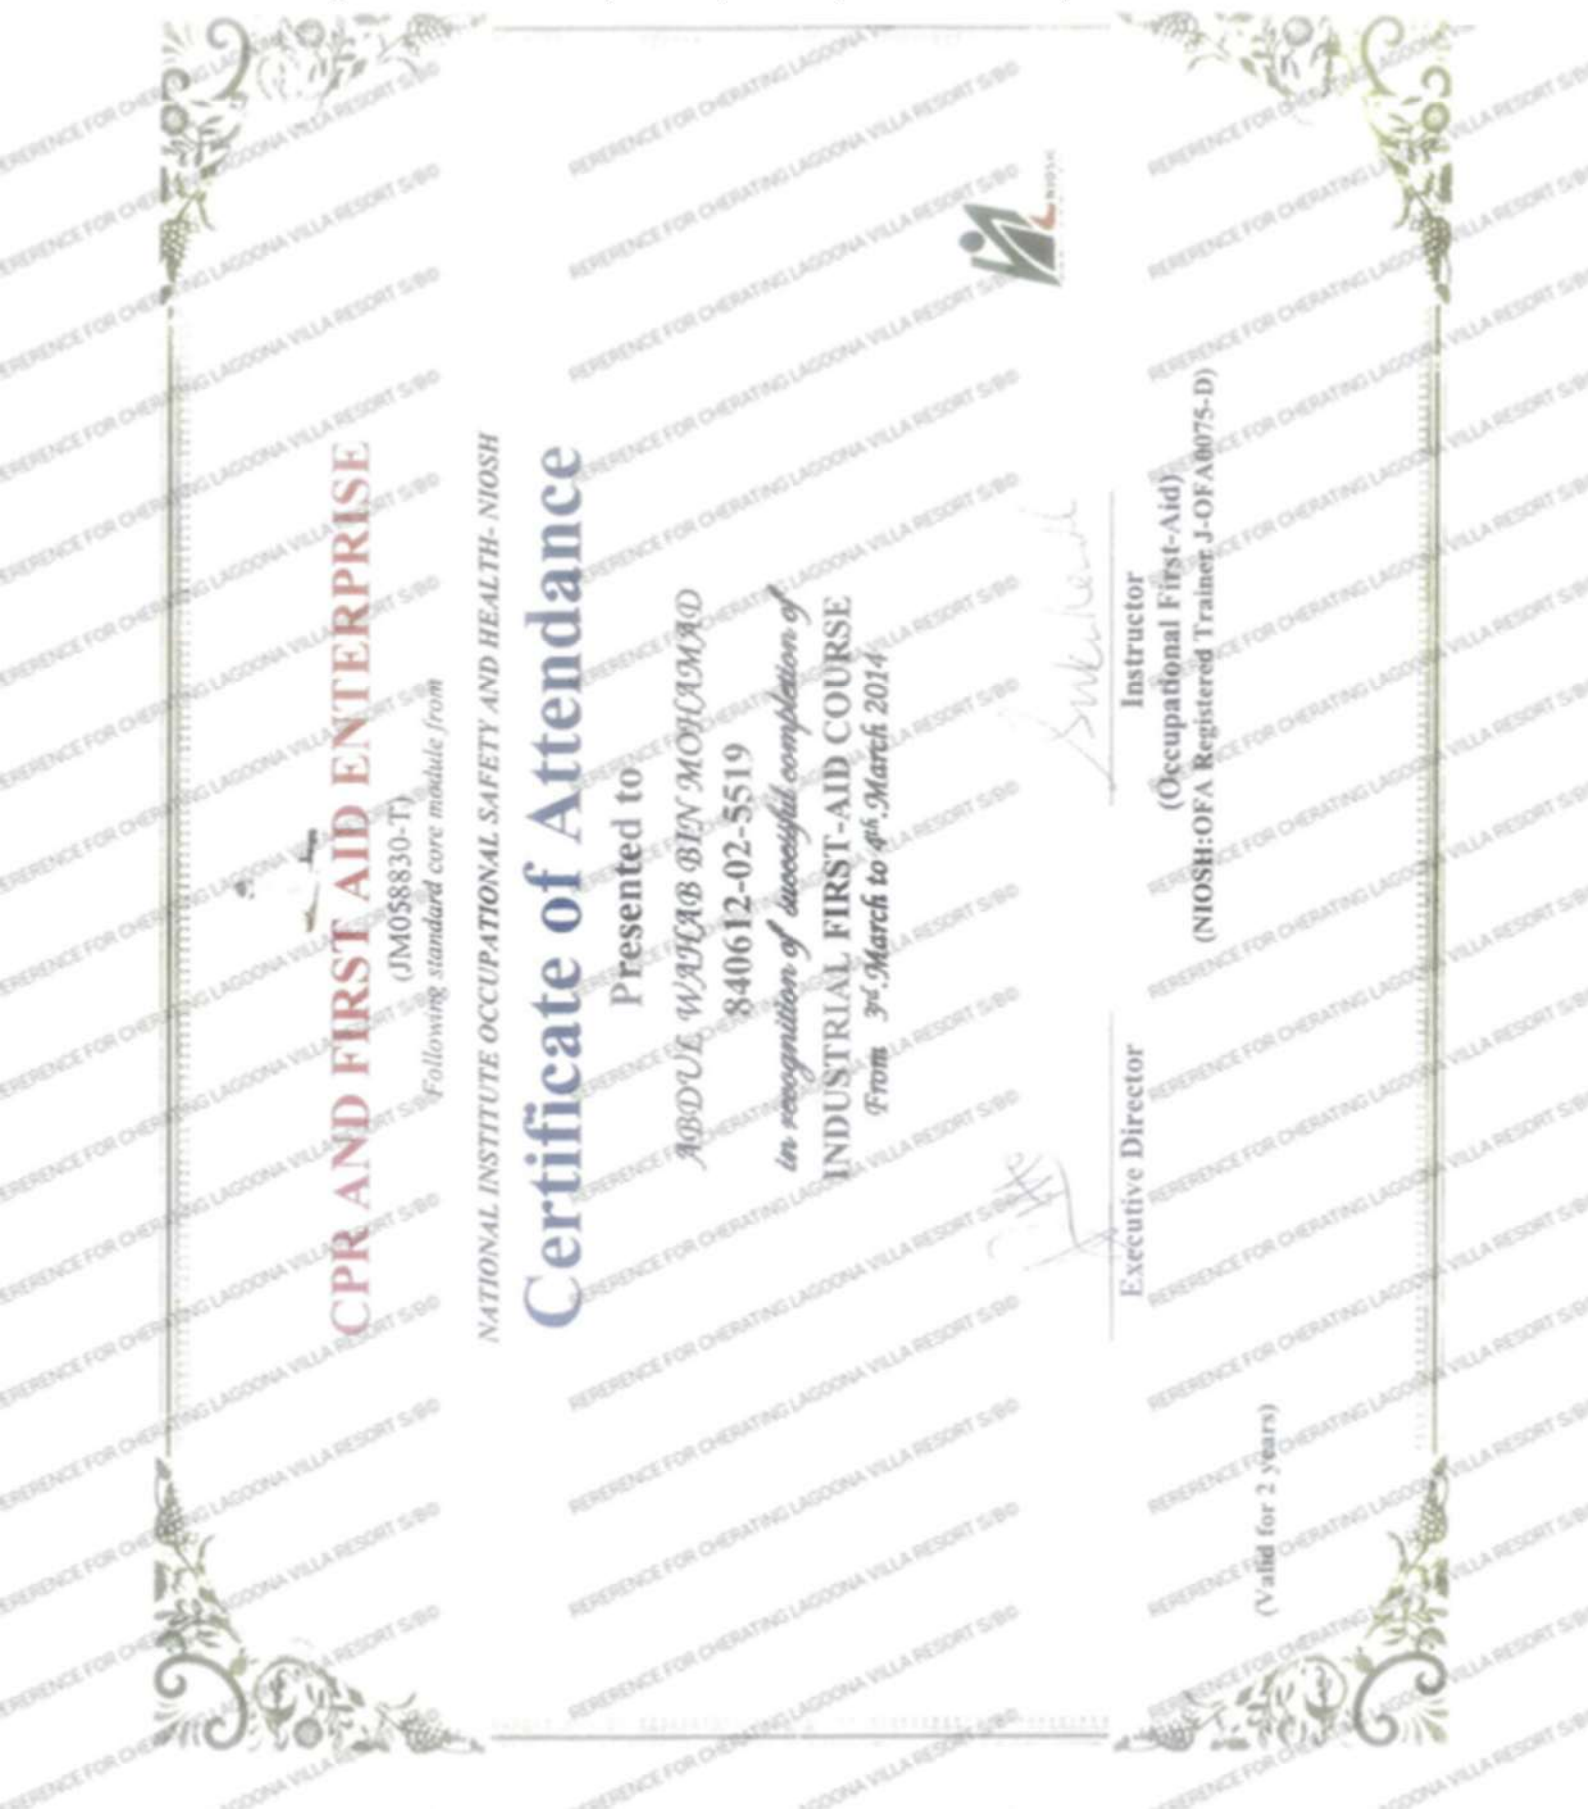 CPR AND FIRST AID ENTERPRISE
(JM058830-T)
Following standard core module from
NATIONAL INSTITUTE OCCUPATIONAL SAFETY AND HEALTH- NIOSH
Certificate of Attendance
Presented to
ABDUL WAHAB BIN MOHAMAD
840612-02-5519
in recognition of successful completion of
INDUSTRIAL FIRST-AID COURSE
From 3rd March to 4th March 2014
NIOSH
Executive Director
Instructor
(Occupational First-Aid)
(NIOSH:OFA Registered Trainer J-OFA0075-D)
(Valid for 2 years)
RERERENCE FOR CHERATING LAGOONA VILLA RESORT S/B©